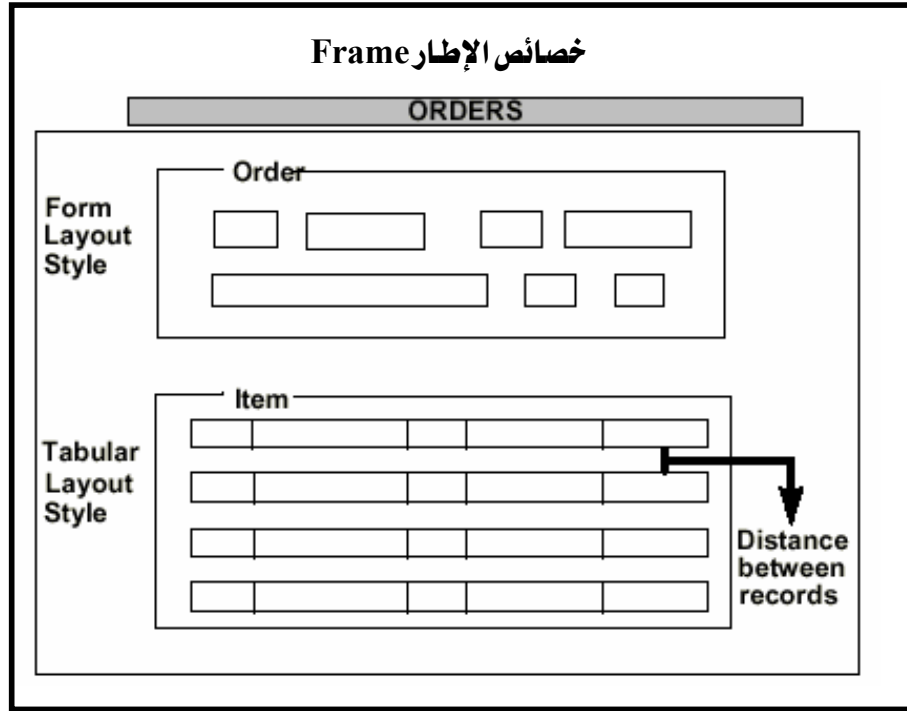 خصائص الإطار Frame
ORDERS
Order
Form
Layout
Style
Item
Tabular
Layout
Style
Distance
between
records